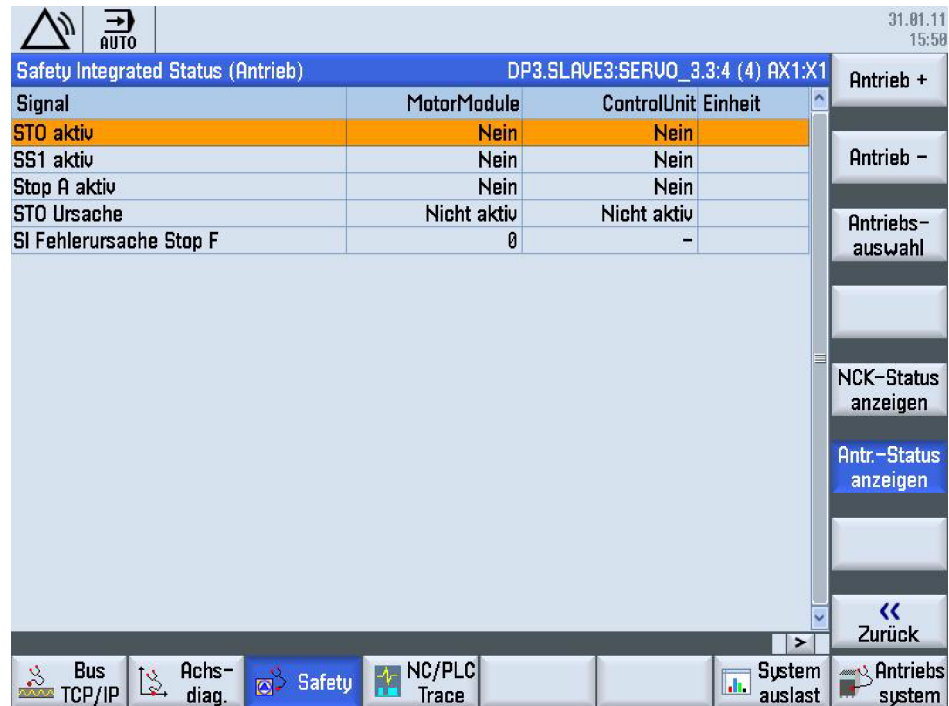 31.01.11
15:50
AUTO
Safety Integrated Status (Antrieb) DP3.SLAVE3:SERVO_3.3:4 (4) AX1:X1
Signal MotorModule ControlUnit Einheit
STO aktiv Nein Nein
SS1 aktiv Nein Nein
Stop A aktiv Nein Nein
STO Ursache Nicht aktiv Nicht aktiv
SI Fehlerursache Stop F 0 -
Antrieb +
Antrieb -
Antriebs-
auswahl
NCK-Status
anzeigen
Antr.-Status
anzeigen
«
Zurück
>
Bus
TCP/IP
Achs-
diag.
Safety
NC/PLC
Trace
System
auslast
Antriebs
system